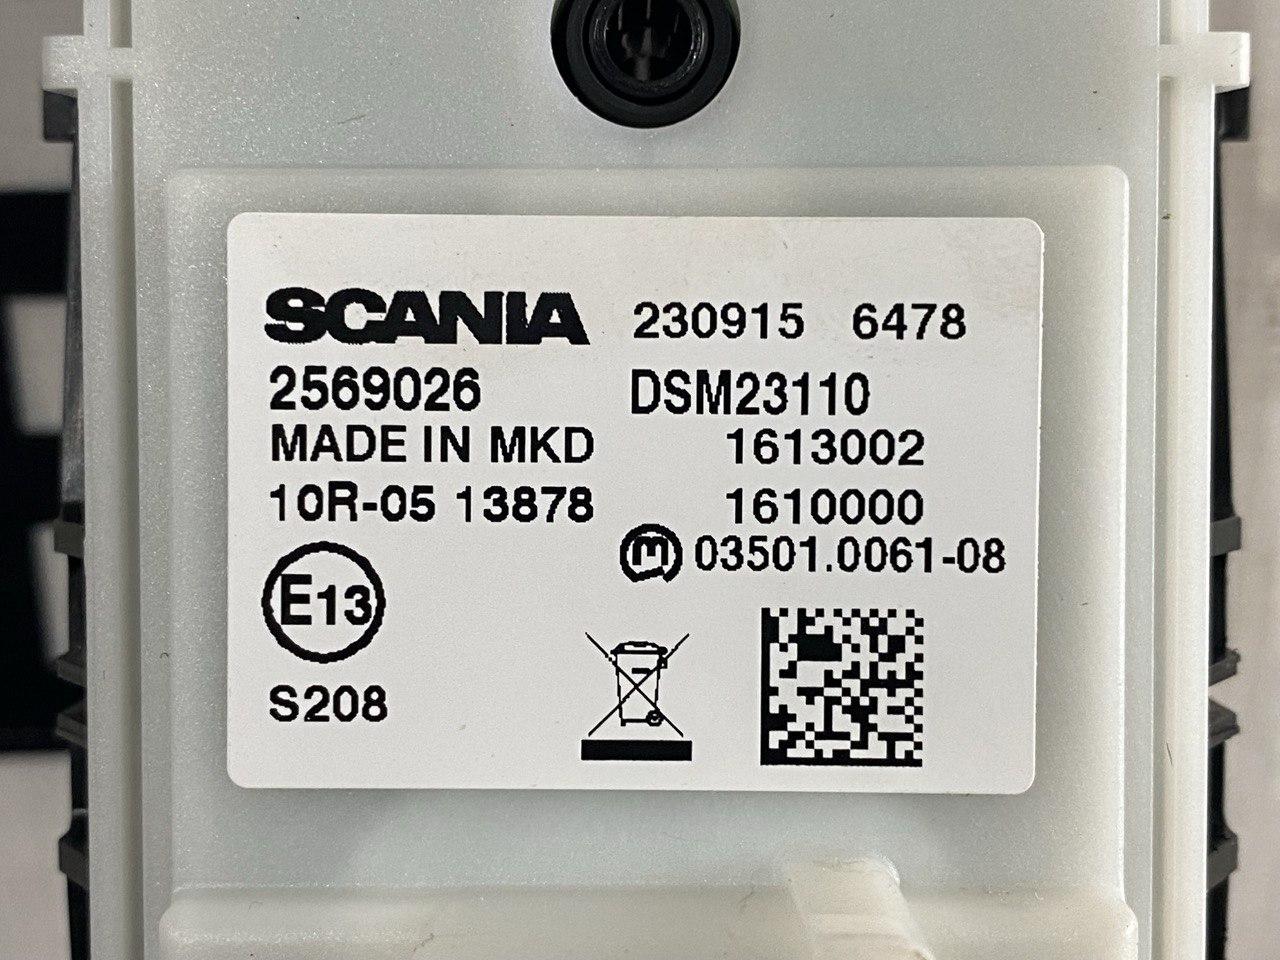 SCANIA 230915 6478
2569026 DSM23110
MADE IN MKD 1613002
10R-05 13878 1610000
m 03501.0061-08
E13
S208